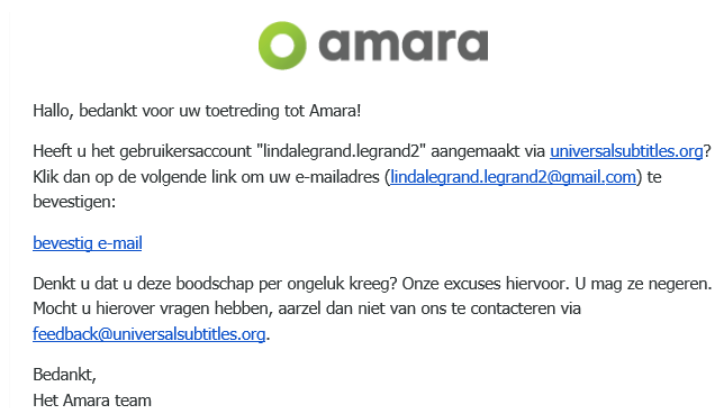 amara
Hallo, bedankt voor uw toetreding tot Amara!
Heeft u het gebruikersaccount "lindalegrand.legrand2" aangemaakt via universalsubtitles.org?
Klik dan op de volgende link om uw e-mailadres (lindalegrand.legrand2@gmail.com) te
bevestigen:
bevestig e-mail
Denkt u dat u deze boodschap per ongeluk kreeg? Onze excuses hiervoor. U mag ze negeren.
Mocht u hierover vragen hebben, aarzel dan niet van ons te contacteren via
feedback@universalsubtitles.org.
Bedankt,
Het Amara team